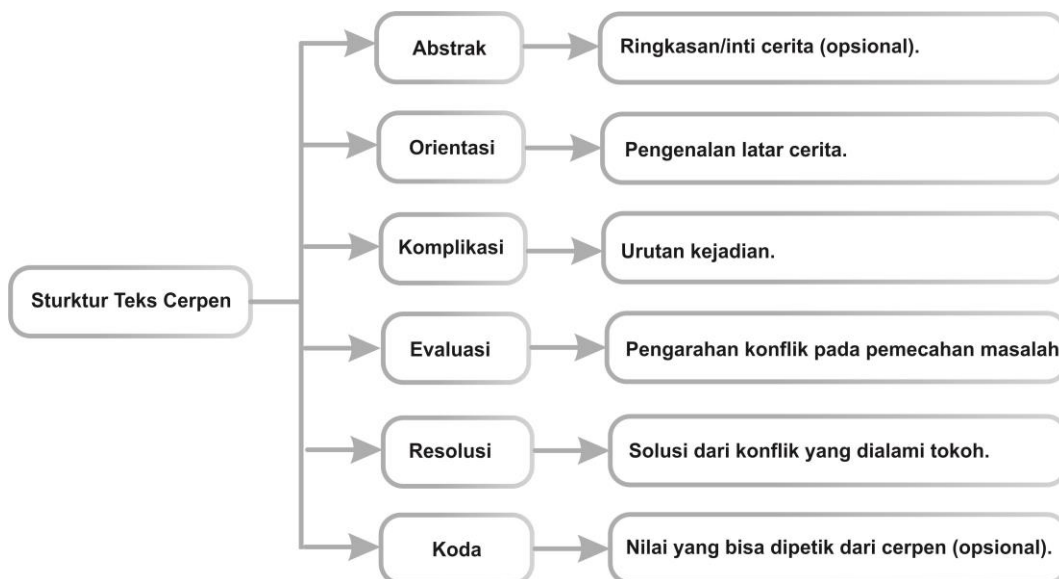 Abstrak
Ringkasan/inti cerita (opsional).
Orientasi
Pengenalan latar cerita.
Komplikasi
Urutan kejadian.
Sturktur Teks Cerpen
Evaluasi
Pengarahan konflik pada pemecahan masalah
Resolusi
Solusi dari konflik yang dialami tokoh.
Koda
Nilai yang bisa dipetik dari cerpen (opsional).